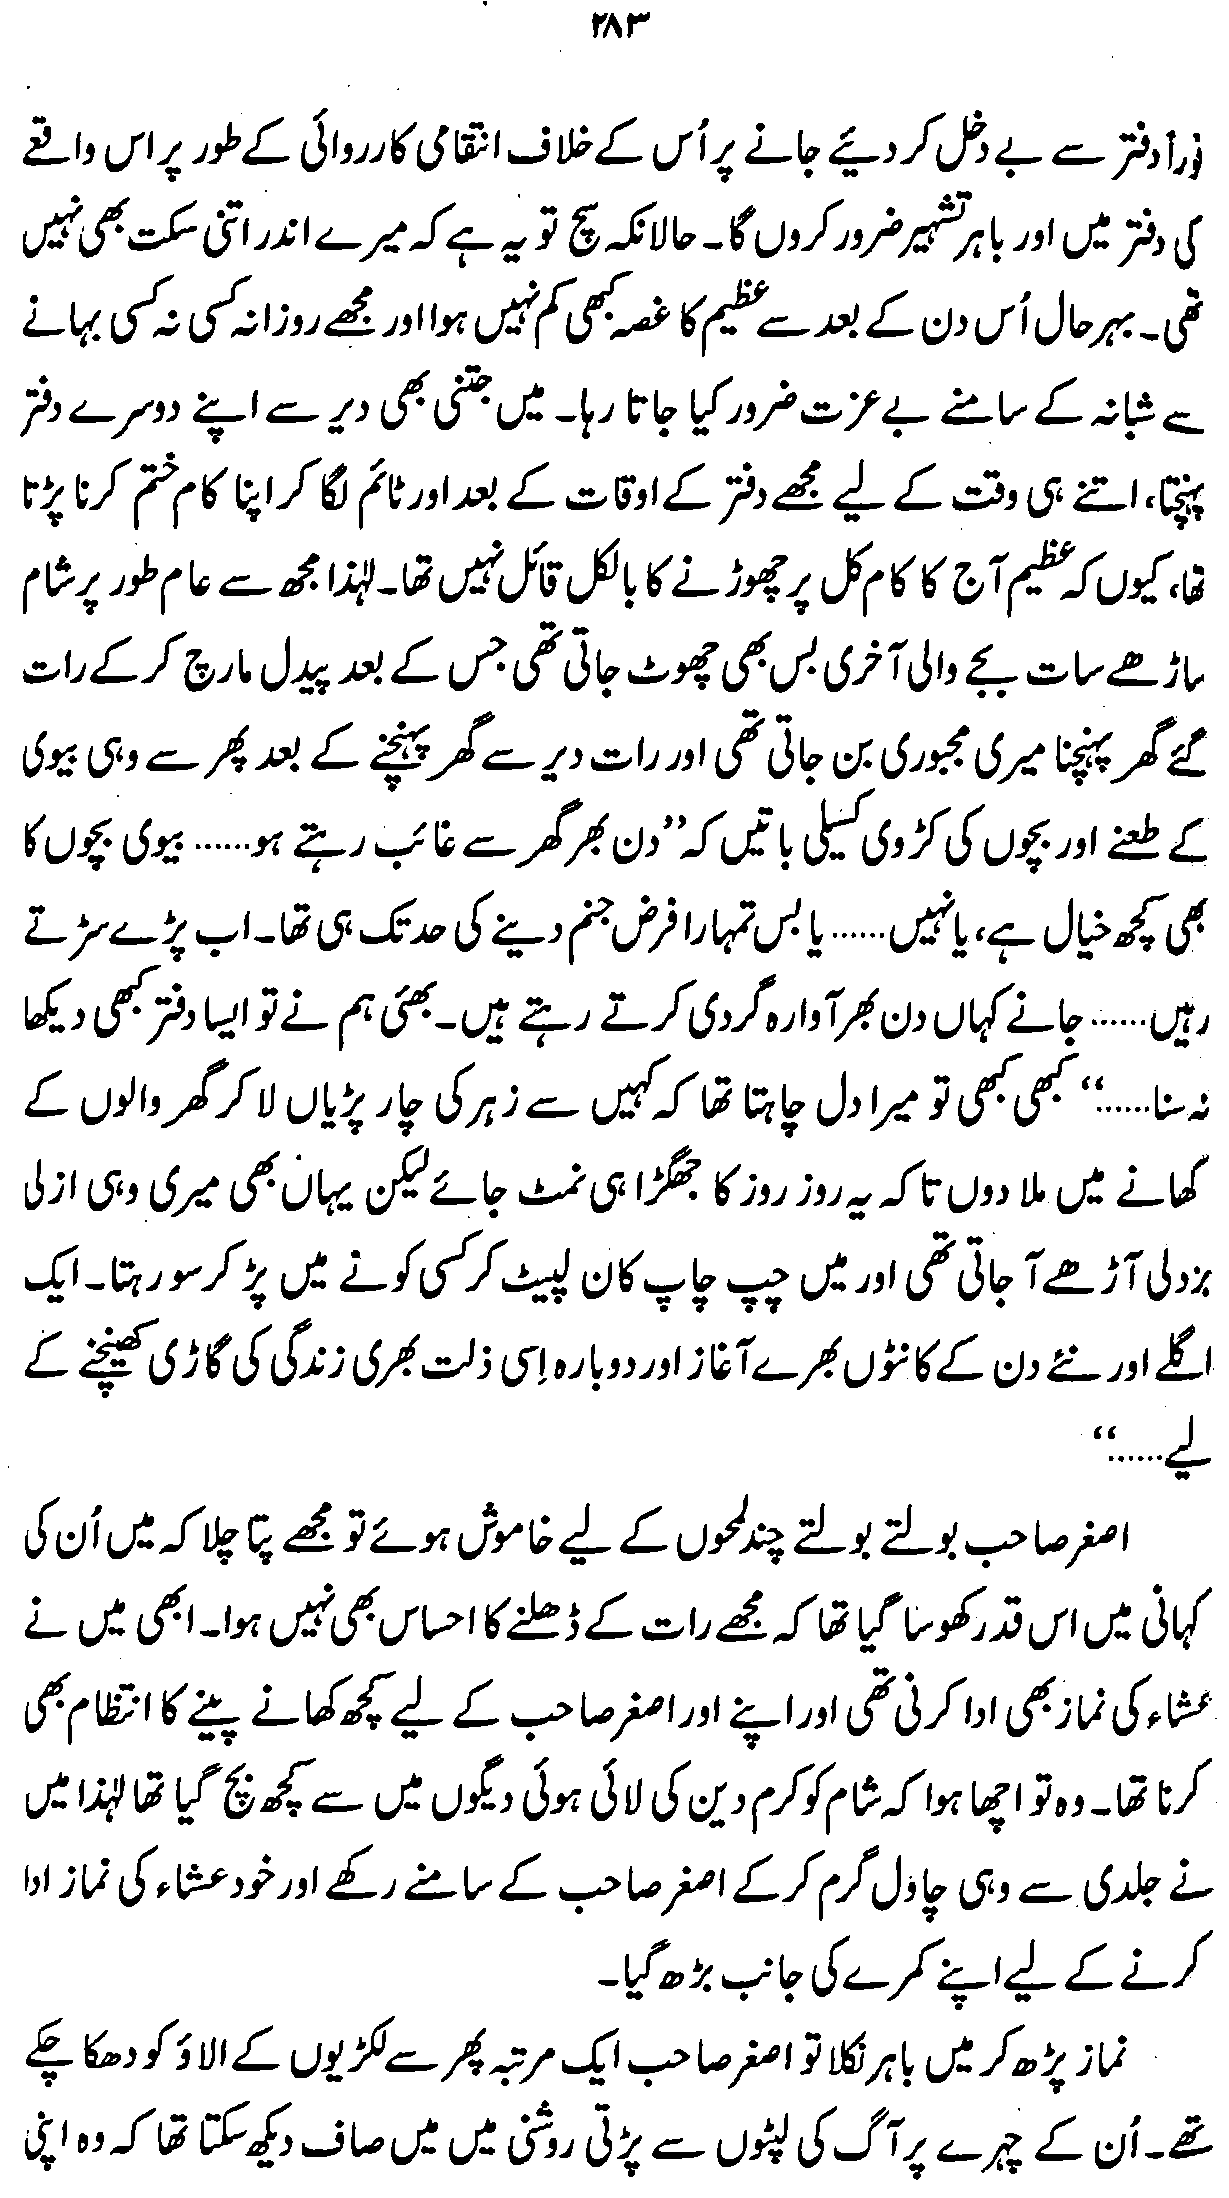 ۲۸۳
فوراً دفتر سے بے دخل کر دیئے جانے پر اُس کے خلاف انتقامی کارروائی کے طور پر اس واقعے
کی دفتر میں اور باہر تشہیر ضرور کروں گا۔ حالانکہ سچ تو یہ ہے کہ میرے اندر اتنی سکت بھی نہیں
تھی۔ بہرحال اُس دن کے بعد سے عظیم کا غصہ کبھی کم نہیں ہوا اور مجھے روزانہ کسی نہ کسی بہانے
سے شبانہ کے سامنے بے عزت ضرور کیا جاتا رہا۔ میں جتنی بھی دیر سے اپنے دوسرے دفتر
پہنچتا، اتنے ہی وقت کے لیے مجھے دفتر کے اوقات کے بعد اور ٹائم لگا کر اپنا کام ختم کرنا پڑتا
تھا، کیوں کہ عظیم آج کا کام کل پر چھوڑنے کا بالکل قائل نہیں تھا۔ لہٰذا مجھ سے عام طور پر شام
ساڑھے سات بجے والی آخری بس بھی چھوٹ جاتی تھی جس کے بعد پیدل مارچ کر کے رات
گئے گھر پہنچنا میری مجبوری بن جاتی تھی اور رات دیر سے گھر پہنچنے کے بعد پھر سے وہی بیوی
کے طعنے اور بچوں کی کڑوی کسیلی باتیں کہ ”دن بھر گھر سے غائب رہتے ہو...... بیوی بچوں کا
بھی کچھ خیال ہے، یا نہیں...... یا بس تمہارا فرض جنم دینے کی حد تک ہی تھا۔ اب پڑے سڑتے
رہیں...... جانے کہاں دن بھر آوارہ گردی کرتے رہتے ہیں۔ بھئی ہم نے تو ایسا دفتر کبھی دیکھا
نہ سنا......“ کبھی کبھی تو میرا دل چاہتا تھا کہ کہیں سے زہر کی چار پڑیاں لا کر گھر والوں کے
کھانے میں ملا دوں تاکہ یہ روز روز کا جھگڑا ہی نمٹ جائے لیکن یہاں بھی میری وہی ازلی
بزدلی آڑھے آ جاتی تھی اور میں چپ چاپ کان لپیٹ کر کسی کونے میں پڑ کر سو رہتا۔ ایک
اگلے اور نئے دن کے کانٹوں بھرے آغاز اور دوبارہ اِسی ذلت بھری زندگی کی گاڑی کھینچنے کے
لیے......“
اصغر صاحب بولتے بولتے چند لمحوں کے لیے خاموش ہوئے تو مجھے پتا چلا کہ میں اُن کی
کہانی میں اس قدر کھو سا گیا تھا کہ مجھے رات کے ڈھلنے کا احساس بھی نہیں ہوا۔ ابھی میں نے
عشاء کی نماز بھی ادا کرنی تھی اور اپنے اور اصغر صاحب کے لیے کچھ کھانے پینے کا انتظام بھی
کرنا تھا۔ وہ تو اچھا ہوا کہ شام کو کرم دین کی لائی ہوئی دیگوں میں سے کچھ بچ گیا تھا لہٰذا میں
نے جلدی سے وہی چاول گرم کر کے اصغر صاحب کے سامنے رکھے اور خود عشاء کی نماز ادا
کرنے کے لیے اپنے کمرے کی جانب بڑھ گیا۔
نماز پڑھ کر میں باہر نکلا تو اصغر صاحب ایک مرتبہ پھر سے لکڑیوں کے الاؤ کو دھکا چکے
تھے۔ اُن کے چہرے پر آگ کی لپٹوں سے پڑتی روشنی میں میں صاف دیکھ سکتا تھا کہ وہ اپنی